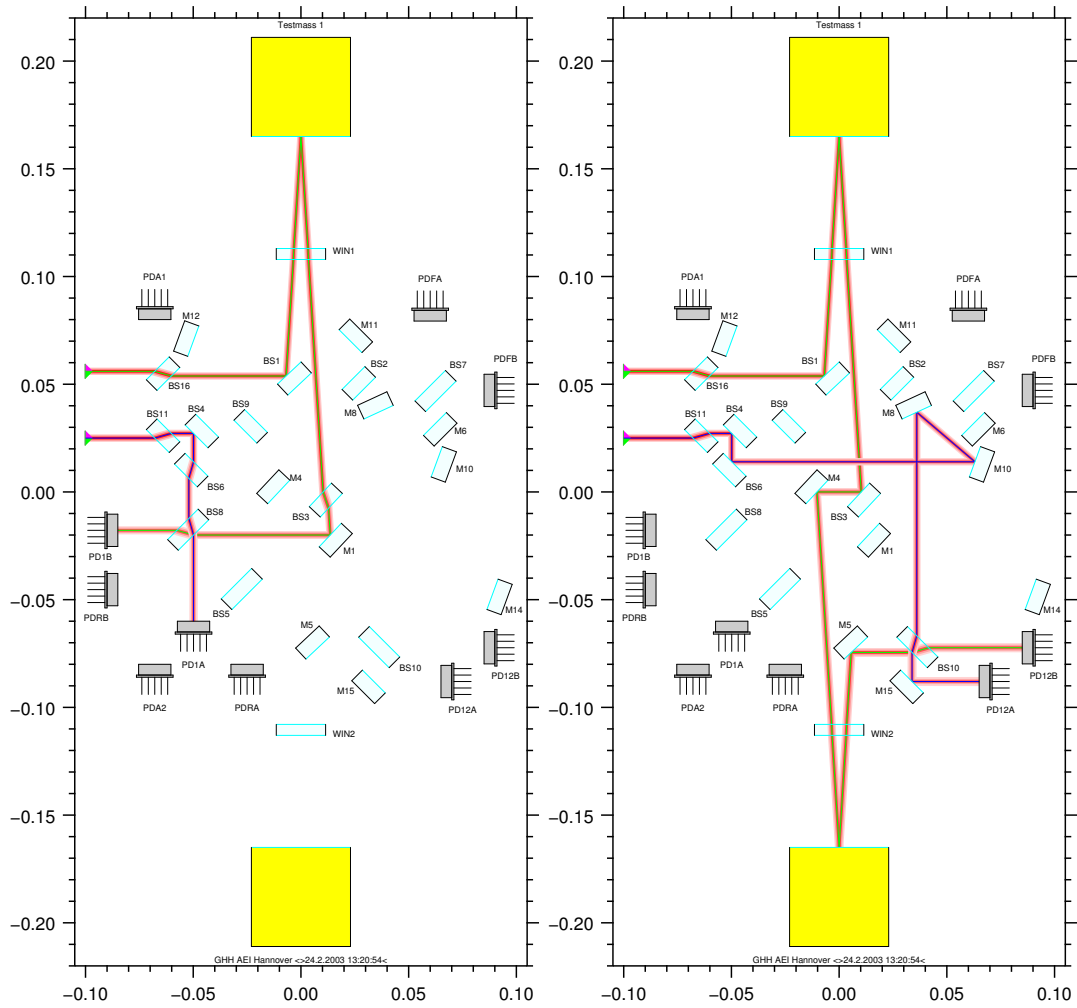 Testmass 1
0.20
0.15
WIN1
0.10
PDA1
PDFA
M12
M11
BS1
BS2
BS7
PDFB
0.05
BS16
M8
BS11
BS4
BS9
M6
M10
BS6
M4
0.00
BS8
BS3
PD1B
M1
−0.05
PDRB
BS5
M14
M5
PD1A
BS10
PD12B
M15
PDA2
PDRA
PD12A
−0.10
WIN2
−0.15
−0.20
GHH AEI Hannover <>24.2.2003 13:20:54<
−0.10 −0.05 0.00 0.05 0.10
Testmass 1
0.20
0.15
WIN1
0.10
PDA1
PDFA
M12
M11
BS1
BS2
BS7
PDFB
0.05
BS16
M8
BS11
BS4
BS9
M6
M10
BS6
M4
0.00
BS8
BS3
PD1B
M1
−0.05
PDRB
BS5
M14
M5
PD1A
BS10
PD12B
M15
PDA2
PDRA
PD12A
−0.10
WIN2
−0.15
−0.20
GHH AEI Hannover <>24.2.2003 13:20:54<
−0.10 −0.05 0.00 0.05 0.10